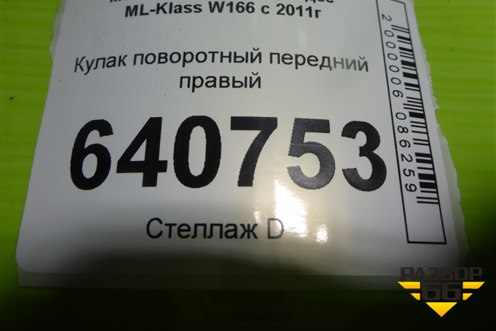 ML-Klass W166 с 2011г
Кулак поворотный передний
правый
640753
Стеллаж D
2000006086259
РАЗБОР
66